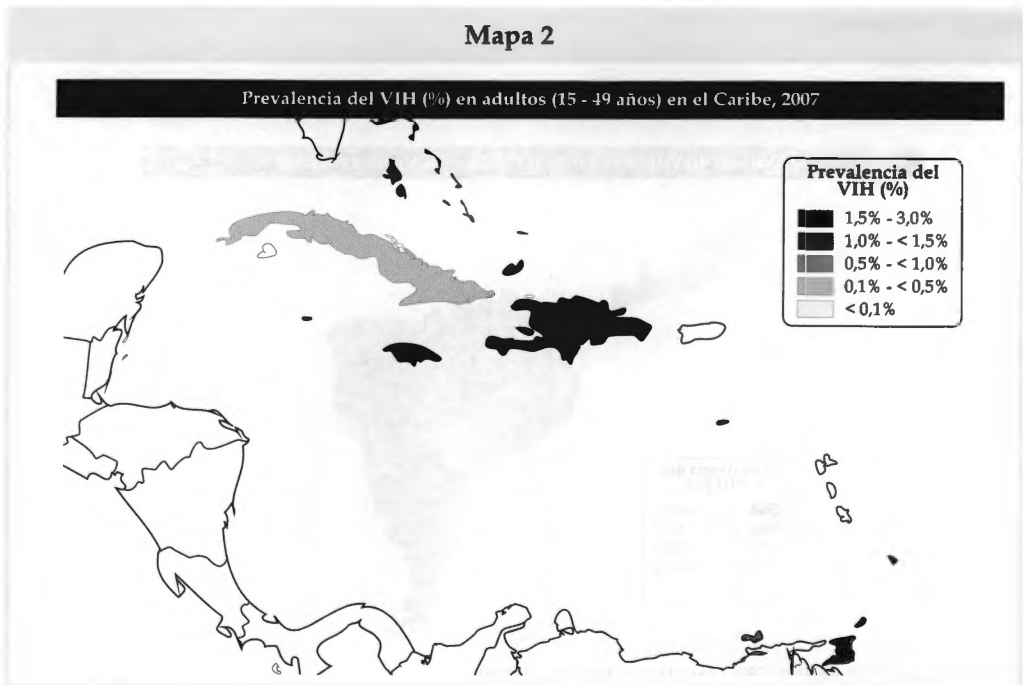 Mapa 2
Prevalencia del VIH (%) en adultos (15 - 49 años) en el Caribe, 2007
Prevalencia del
VIH (%)
1,5% - 3,0%
1,0% - < 1,5%
0,5% - < 1,0%
0,1% - < 0,5%
< 0,1%